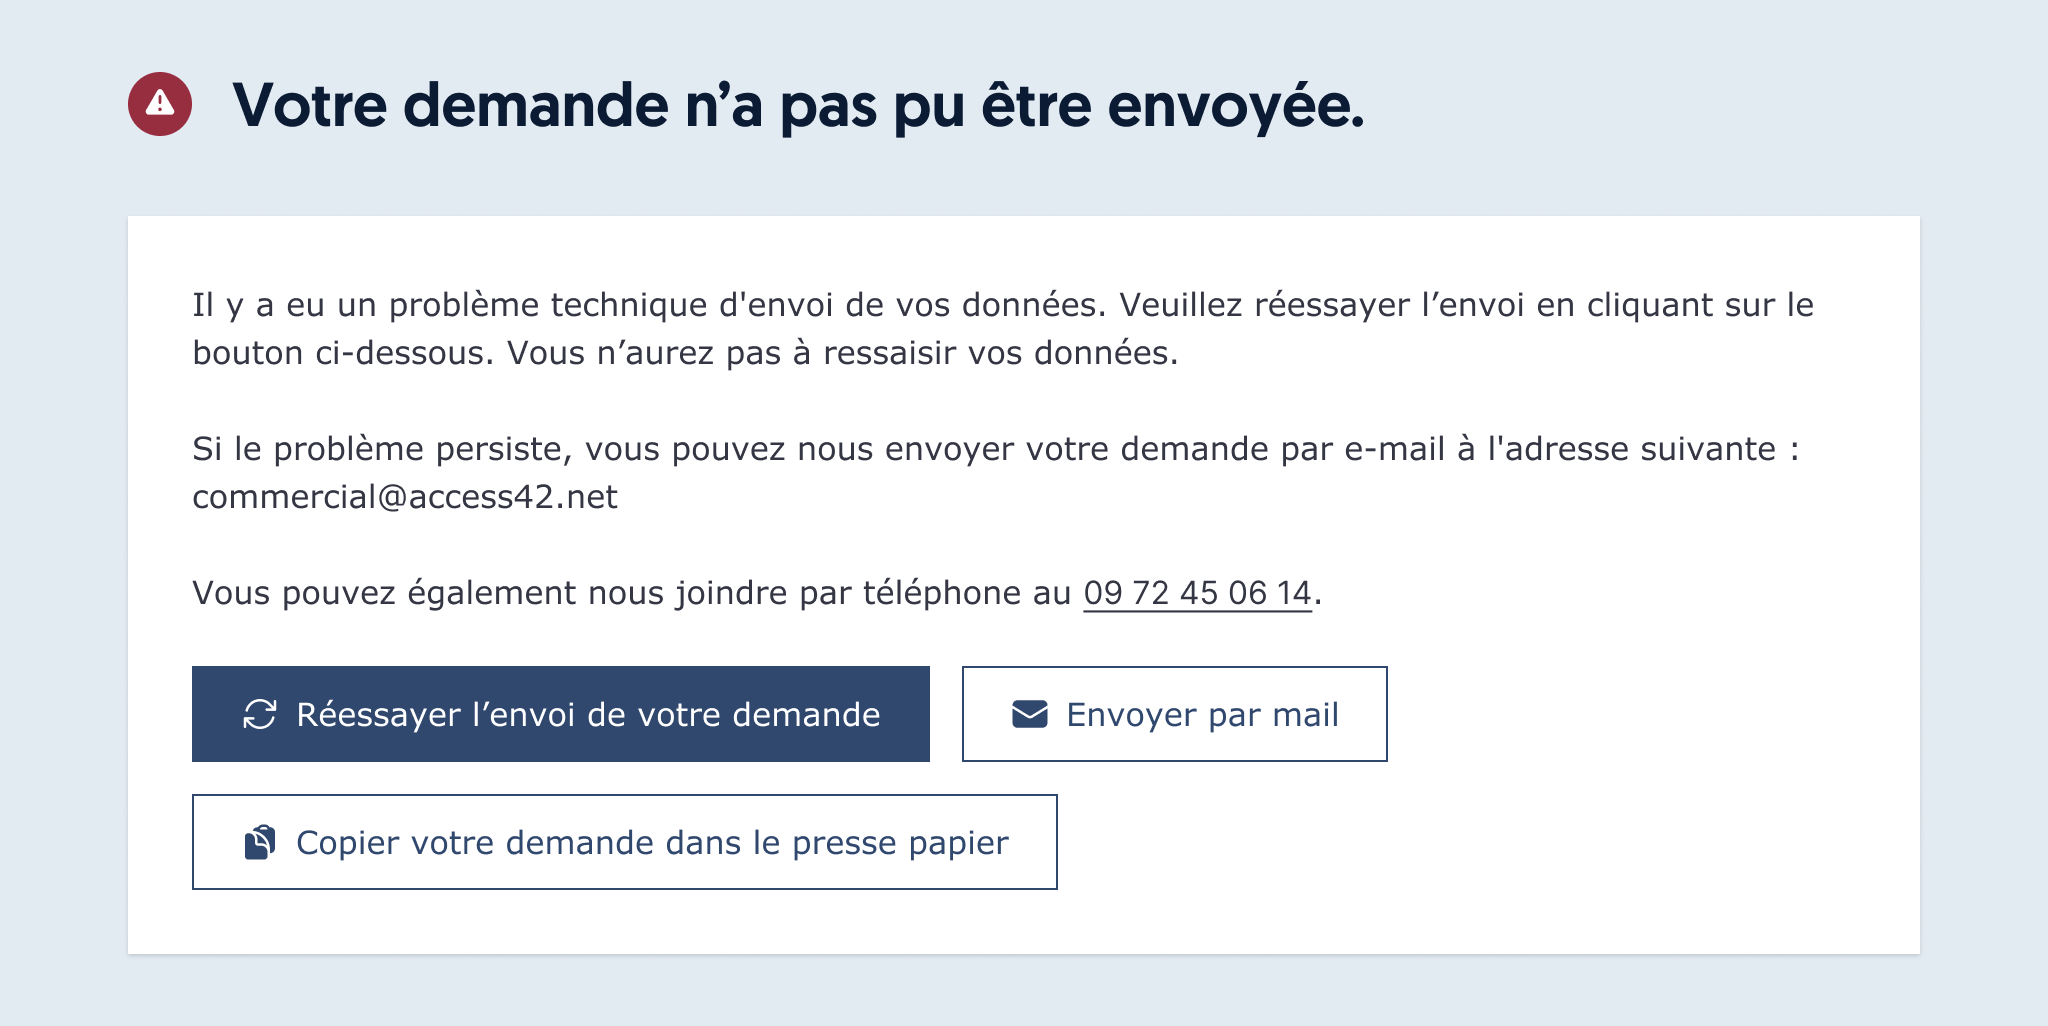 Votre demande n’a pas pu être envoyée.
Il y a eu un problème technique d'envoi de vos données. Veuillez réessayer l’envoi en cliquant sur le
bouton ci-dessous. Vous n’aurez pas à ressaisir vos données.
Si le problème persiste, vous pouvez nous envoyer votre demande par e-mail à l'adresse suivante :
commercial@access42.net
Vous pouvez également nous joindre par téléphone au 09 72 45 06 14.
Réessayer l’envoi de votre demande
Envoyer par mail
Copier votre demande dans le presse papier